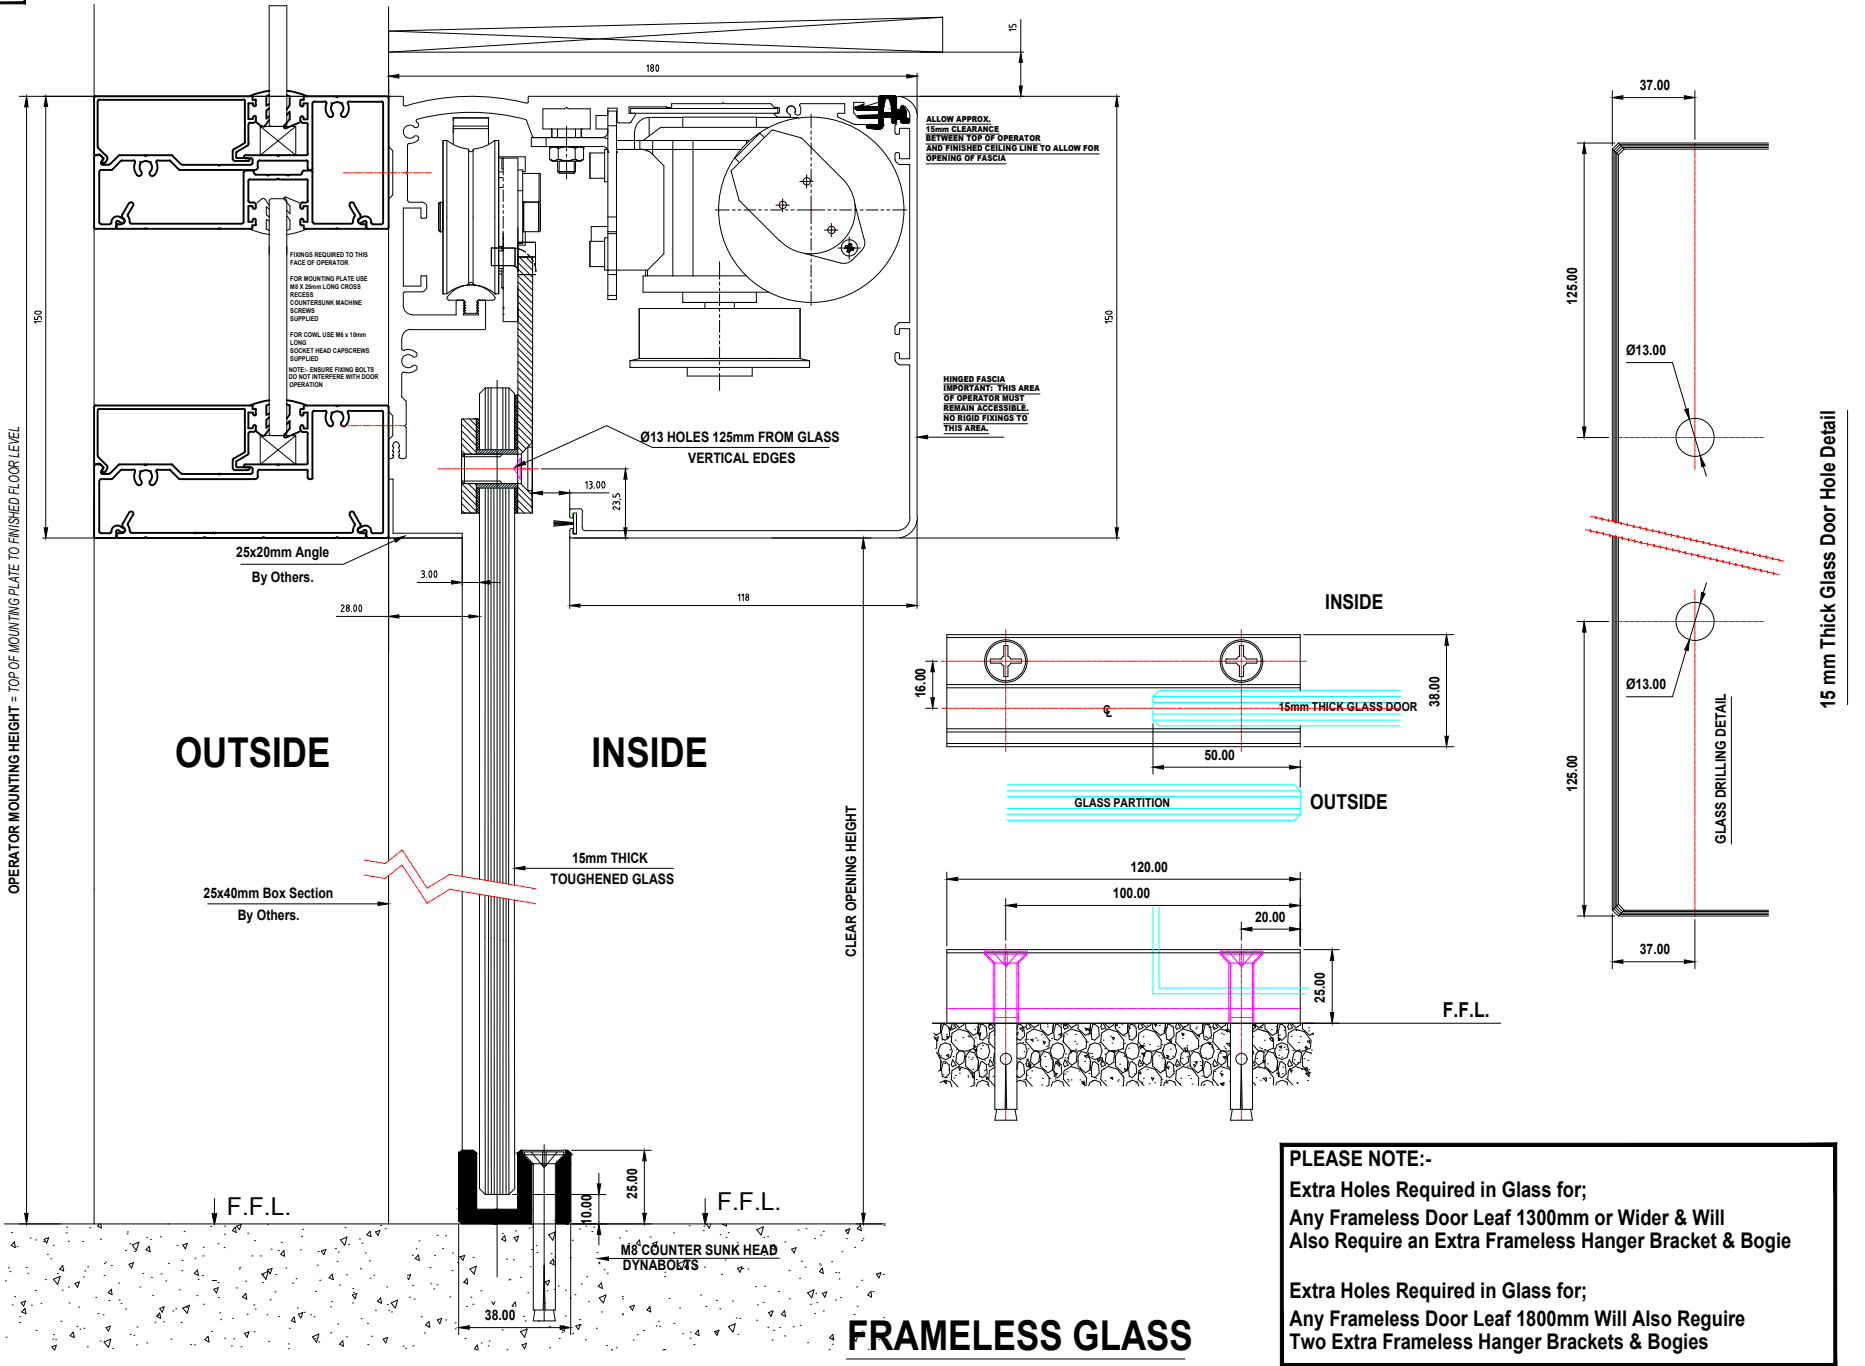 15
180
ALLOW APPROX.
15mm CLEARANCE
BETWEEN TOP OF OPERATOR
AND FINISHED CEILING LINE TO ALLOW FOR
OPENING OF FASCIA
FIXINGS REQUIRED TO THIS
FACE OF OPERATOR
FOR MOUNTING PLATE USE
M8 X 25mm LONG CROSS
RECESS
COUNTERSUNK MACHINE
SCREWS
SUPPLIED
FOR COWL USE M6 x 10mm
LONG
SOCKET HEAD CAPSCREWS
SUPPLIED
NOTE:- ENSURE FIXING BOLTS
DO NOT INTERFERE WITH DOOR
OPERATION
150
150
HINGED FASCIA
IMPORTANT: THIS AREA
OF OPERATOR MUST
REMAIN ACCESSIBLE.
NO RIGID FIXINGS TO
THIS AREA.
Ø13 HOLES 125mm FROM GLASS
VERTICAL EDGES
13.00
23,5
25x20mm Angle
By Others.
3.00
28.00
118
OPERATOR MOUNTING HEIGHT = TOP OF MOUNTING PLATE TO FINISHED FLOOR LEVEL
OUTSIDE
INSIDE
15mm THICK
TOUGHENED GLASS
25x40mm Box Section
By Others.
CLEAR OPENING HEIGHT
F.F.L.
F.F.L.
25.00
10.00
M8 COUNTER SUNK HEAD
DYNABOLTS
38.00
FRAMELESS GLASS
INSIDE
16.00
38.00
℄
15mm THICK GLASS DOOR
50.00
GLASS PARTITION
OUTSIDE
120.00
100.00
20.00
25.00
F.F.L.
37.00
125.00
Ø13.00
Ø13.00
125.00
37.00
GLASS DRILLING DETAIL
15 mm Thick Glass Door Hole Detail
PLEASE NOTE:-
Extra Holes Required in Glass for;
Any Frameless Door Leaf 1300mm or Wider & Will
Also Require an Extra Frameless Hanger Bracket & Bogie
Extra Holes Required in Glass for;
Any Frameless Door Leaf 1800mm Will Also Reguire
Two Extra Frameless Hanger Brackets & Bogies